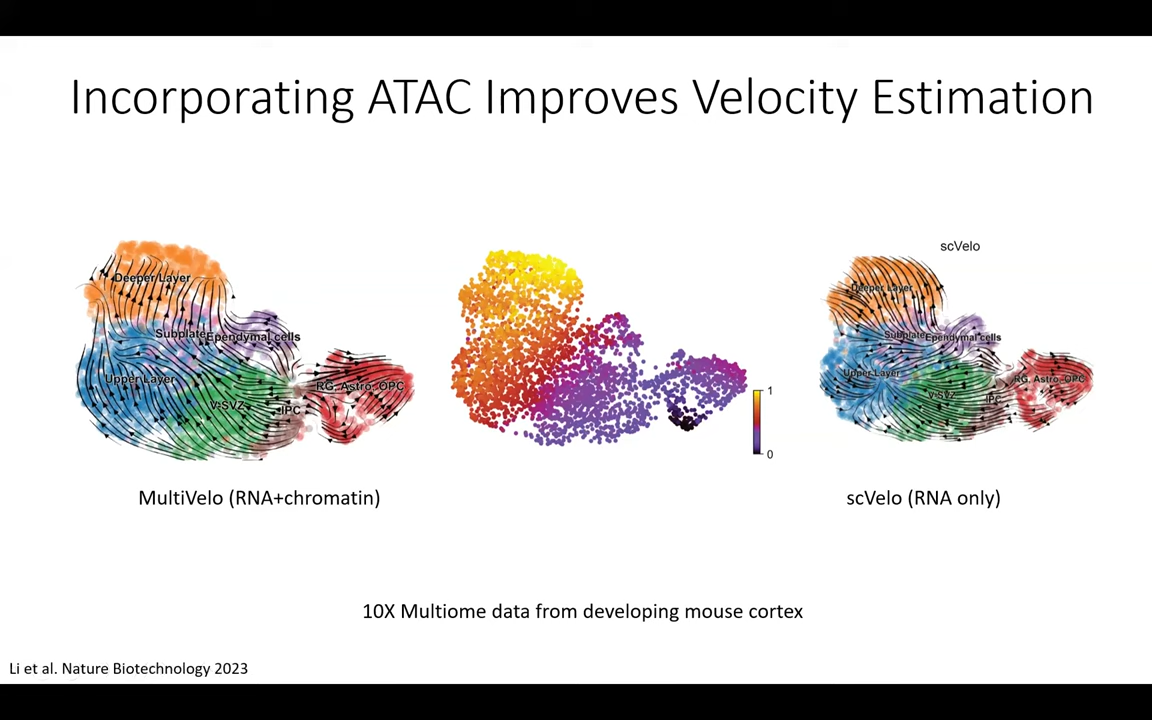 Incorporating ATAC Improves Velocity Estimation
Deeper Layer
Subplate
Ependymal cells
Upper Layer
RG, Astro, OPC
V-SVZ
IPC
MultiVelo (RNA+chromatin)
1
0
scVelo
Deeper Layer
Subplate
Ependymal cells
Upper Layer
RG, Astro, OPC
V-SVZ
IPC
scVelo (RNA only)
10X Multiome data from developing mouse cortex
Li et al. Nature Biotechnology 2023